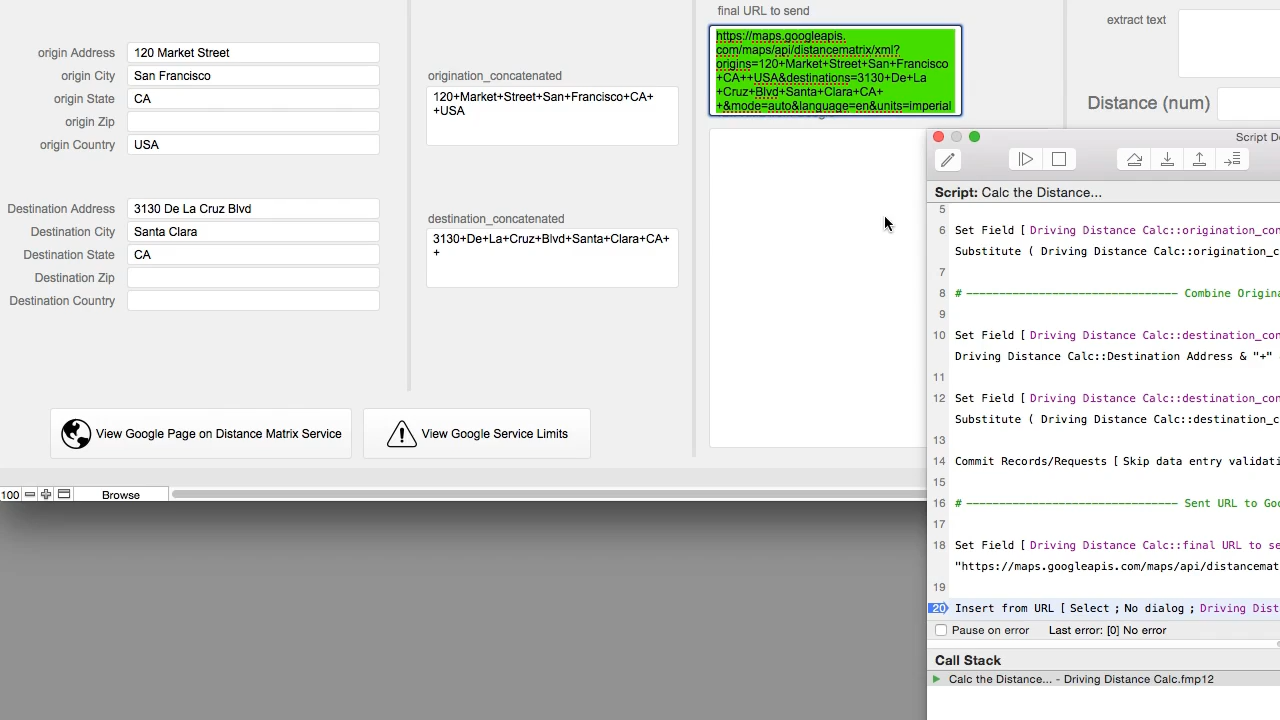 final URL to send
extract text
https://maps.googleapis.
com/maps/api/distancematrix/xml?
origins=120+Market+Street+San+Francisco
+CA++USA&destinations=3130+De+La
+Cruz+Blvd+Santa+Clara+CA+
+&mode=auto&language=en&units=imperial
origin Address 120 Market Street
origin City San Francisco
origin State CA
origin Zip
origin Country USA
origination_concatenated
120+Market+Street+San+Francisco+CA+
+USA
Distance (num)
Destination Address 3130 De La Cruz Blvd
Destination City Santa Clara
Destination State CA
Destination Zip
Destination Country
destination_concatenated
3130+De+La+Cruz+Blvd+Santa+Clara+CA+
+
View Google Page on Distance Matrix Service
View Google Service Limits
100 Browse
Script
Script: Calc the Distance...
5
6 Set Field [ Driving Distance Calc::origination_con
Substitute ( Driving Distance Calc::origination_c
7
8 # -------------------------------- Combine Origin
9
10 Set Field [ Driving Distance Calc::destination_con
Driving Distance Calc::Destination Address & "+"
11
12 Set Field [ Driving Distance Calc::destination_con
Substitute ( Driving Distance Calc::destination_c
13
14 Commit Records/Requests [ Skip data entry validati
15
16 # -------------------------------- Sent URL to Goo
17
18 Set Field [ Driving Distance Calc::final URL to se
"https://maps.googleapis.com/maps/api/distancemat
19
20 Insert from URL [ Select ; No dialog ; Driving Dist
Pause on error Last error: [0] No error
Call Stack
Calc the Distance... - Driving Distance Calc.fmp12